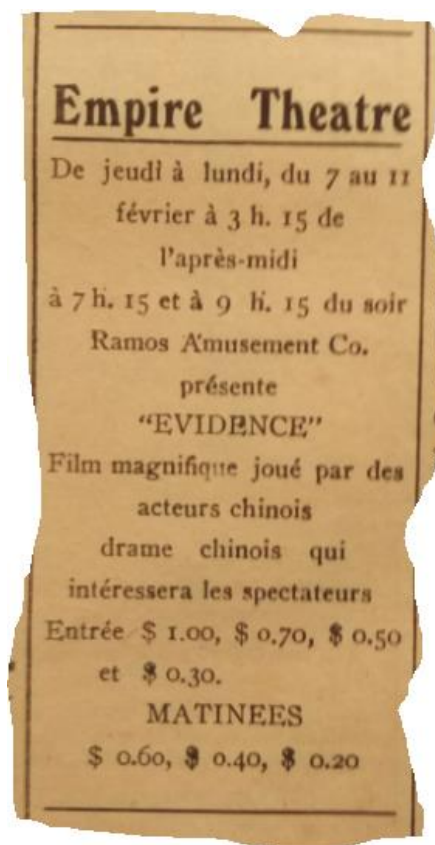 Empire Theatre
De jeudi à lundi, du 7 au 11
février à 3 h. 15 de
l'après-midi
à 7 h. 15 et à 9 h. 15 du soir
Ramos Amusement Co.
présente
"EVIDENCE"
Film magnifique joué par des
acteurs chinois
drame chinois qui
intéressera les spectateurs
Entrée $ 1.00, $ 0.70, $ 0.50
et $ 0.30.
MATINEES
$ 0.60, $ 0.40, $ 0.20